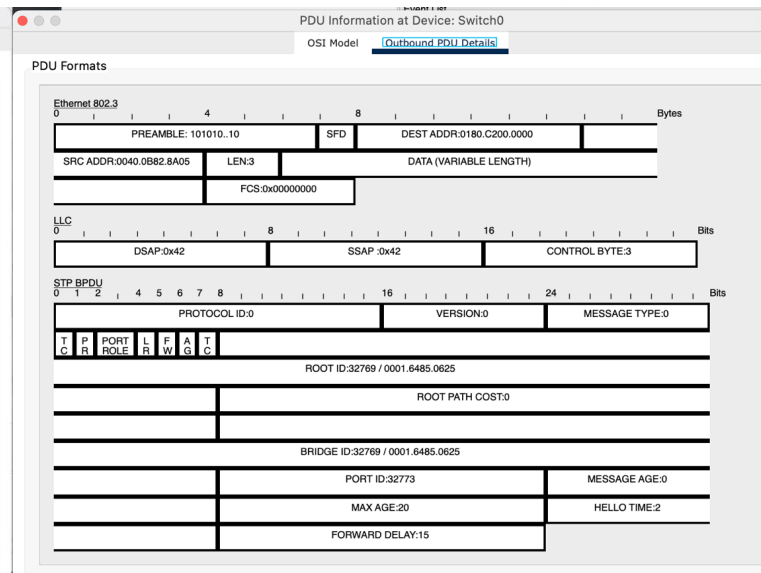 PDU Information at Device: Switch0
OSI Model Outbound PDU Details
PDU Formats
Ethernet 802.3
0 4 8 Bytes
PREAMBLE: 101010..10 SFD DEST ADDR:0180.C200.0000
SRC ADDR:0040.0B82.8A05 LEN:3 DATA (VARIABLE LENGTH)
FCS:0x00000000
LLC
0 8 16 Bits
DSAP:0x42 SSAP :0x42 CONTROL BYTE:3
STP BPDU
0 1 2 4 5 6 7 8 16 24 Bits
PROTOCOL ID:0 VERSION:0 MESSAGE TYPE:0
T P PORT L F A T
C R ROLE R W G C
ROOT ID:32769 / 0001.6485.0625
ROOT PATH COST:0
BRIDGE ID:32769 / 0001.6485.0625
PORT ID:32773 MESSAGE AGE:0
MAX AGE:20 HELLO TIME:2
FORWARD DELAY:15